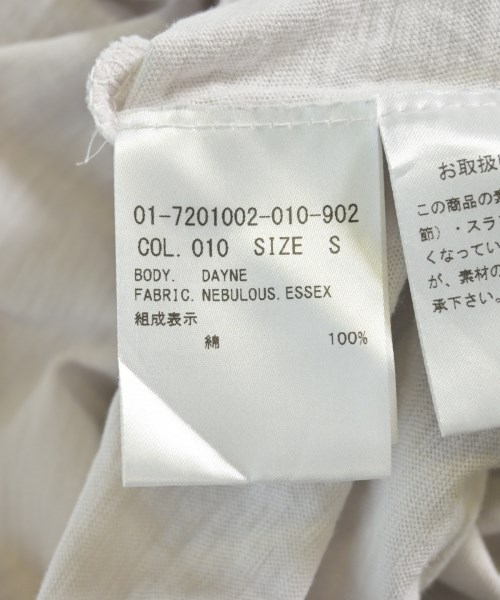 01-7201002-010-902
COL. 010 SIZE S
BODY. DAYNE
FABRIC. NEBULOUS. ESSEX
組成表示
綿 100%
お取扱い
この商品の素
節）・スラ
くなってい
が、素材の
承下さい。